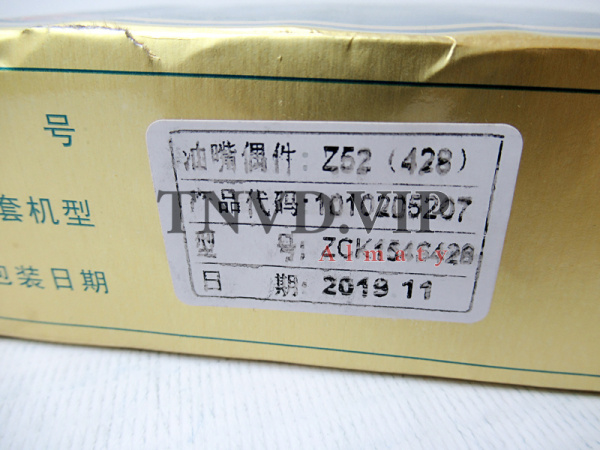 号
油嘴偶件: Z52 (428)
产品代码: 1010205207
套机型
型 号: ZCK154S428
包装日期
日 期: 2019 11
TNVD.VIP
Almaty